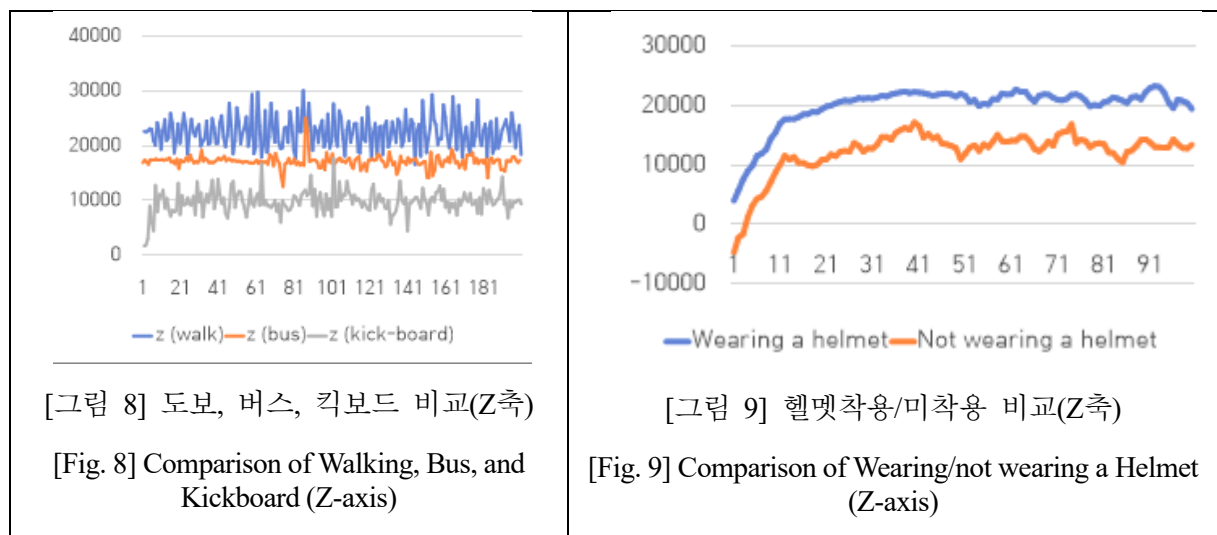 40000
30000
20000
10000
0
1 21 41 61 81 101 121 141 161 181
z (walk) z (bus) z (kick-board)
[그림 8] 도보, 버스, 킥보드 비교(Z축)
[Fig. 8] Comparison of Walking, Bus, and
Kickboard (Z-axis)
30000
20000
10000
0
-10000
1 11 21 31 41 51 61 71 81 91
Wearing a helmet Not wearing a helmet
[그림 9] 헬멧착용/미착용 비교(Z축)
[Fig. 9] Comparison of Wearing/not wearing a Helmet
(Z-axis)